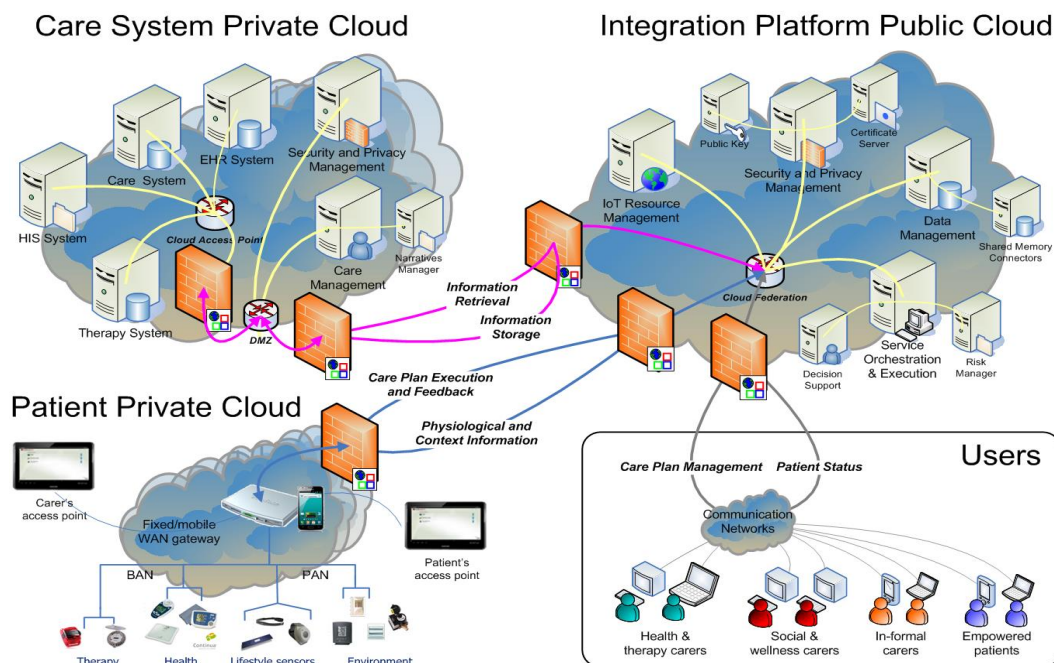 Care System Private Cloud
Integration Platform Public Cloud
EHR System
Security and Privacy
Management
Care System
HIS System
Cloud Access Point
Therapy System
Care
Management
Narratives
Manager
DMZ
Public Key
Certificate
Server
Security and Privacy
Management
IoT Resource
Management
Data
Management
Shared Memory
Connectors
Cloud Federation
Decision
Support
Service
Orchestration
& Execution
Risk
Manager
Information
Retrieval
Information
Storage
Care Plan Execution
and Feedback
Physiological and
Context Information
Patient Private Cloud
Carer's
access point
Fixed/mobile
WAN gateway
Patient's
access point
BAN
PAN
Continua
Therapy
Health
Lifestyle sensors
Environment
Users
Care Plan Management
Patient Status
Communication
Networks
Health &
therapy carers
Social &
wellness carers
In-formal
carers
Empowered
patients